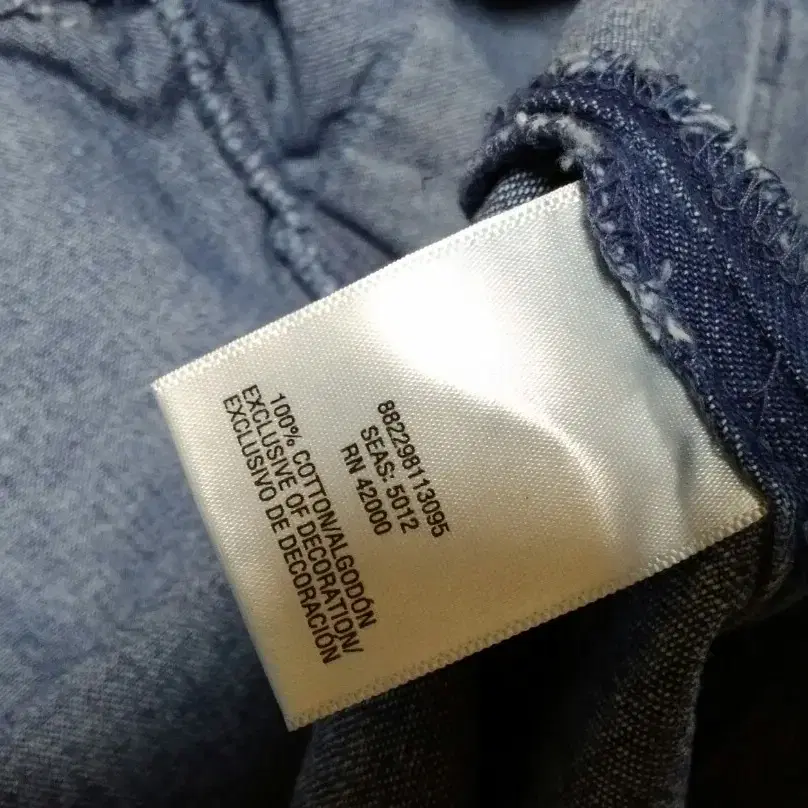 882298113095
SEAS: 5012
RN 42000
100% COTTON/ALGODÓN
EXCLUSIVE OF DECORATION/
EXCLUSIVO DE DECORACIÓN